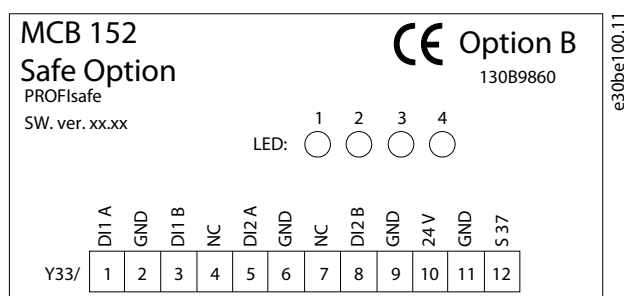 MCB 152
Safe Option
PROFIsafe
SW. ver. xx.xx
CE Option B
130B9860
e30be100.11
1 2 3 4
LED:
DI1 A GND DI1 B NC DI2 A GND NC DI2 B GND 24 V GND S 37
Y33/ 1 2 3 4 5 6 7 8 9 10 11 12